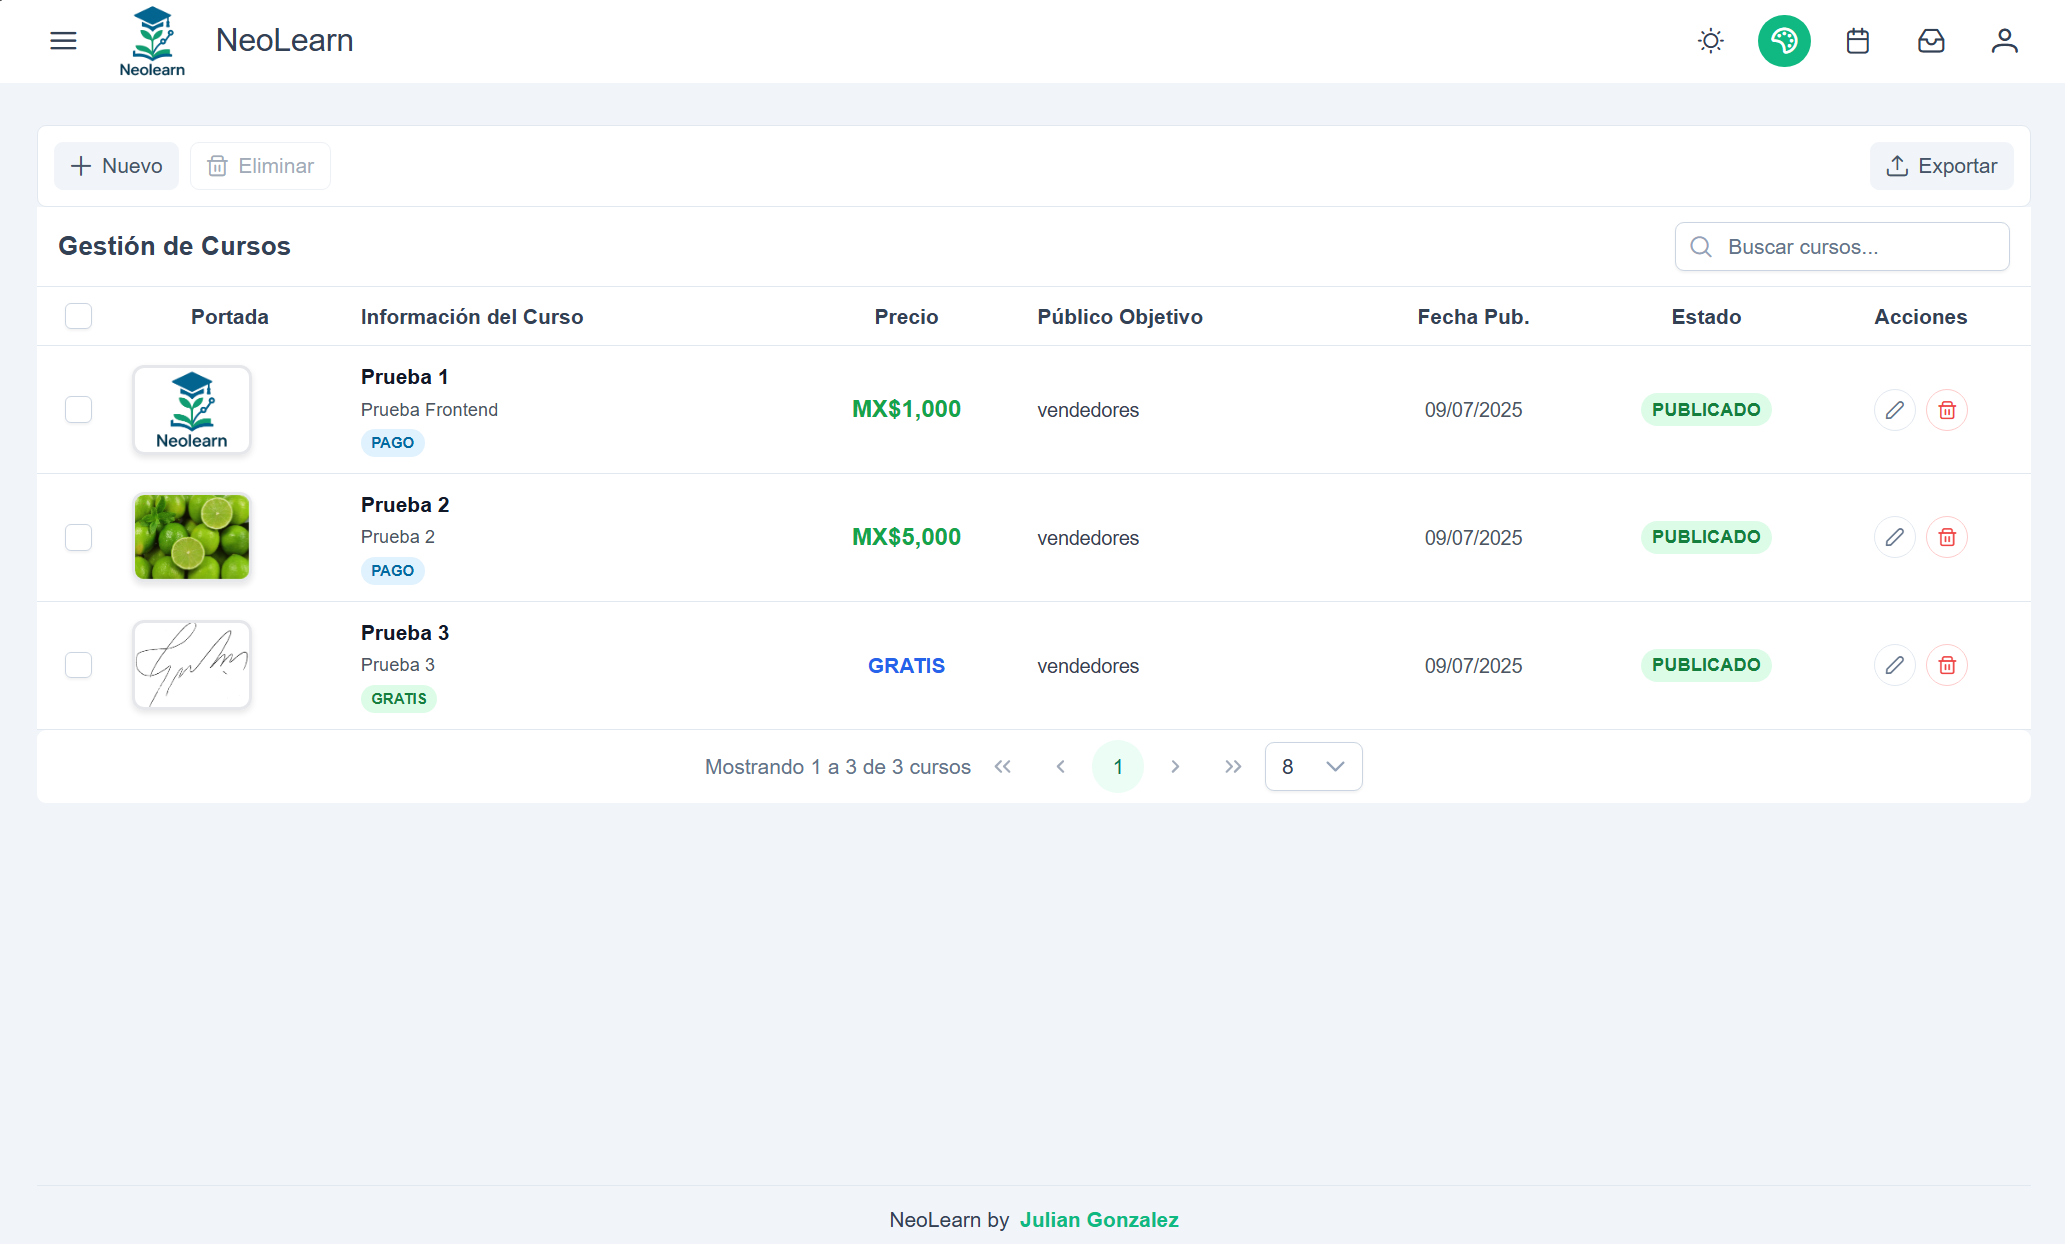 Neolearn
NeoLearn
Nuevo
Eliminar
Exportar
Gestión de Cursos
Buscar cursos...
Portada
Información del Curso
Precio
Público Objetivo
Fecha Pub.
Estado
Acciones
Neolearn
Prueba 1
Prueba Frontend
PAGO
MX$1,000
vendedores
09/07/2025
PUBLICADO
Prueba 2
Prueba 2
PAGO
MX$5,000
vendedores
09/07/2025
PUBLICADO
Prueba 3
Prueba 3
GRATIS
GRATIS
vendedores
09/07/2025
PUBLICADO
Mostrando 1 a 3 de 3 cursos
1
8
NeoLearn by Julian Gonzalez